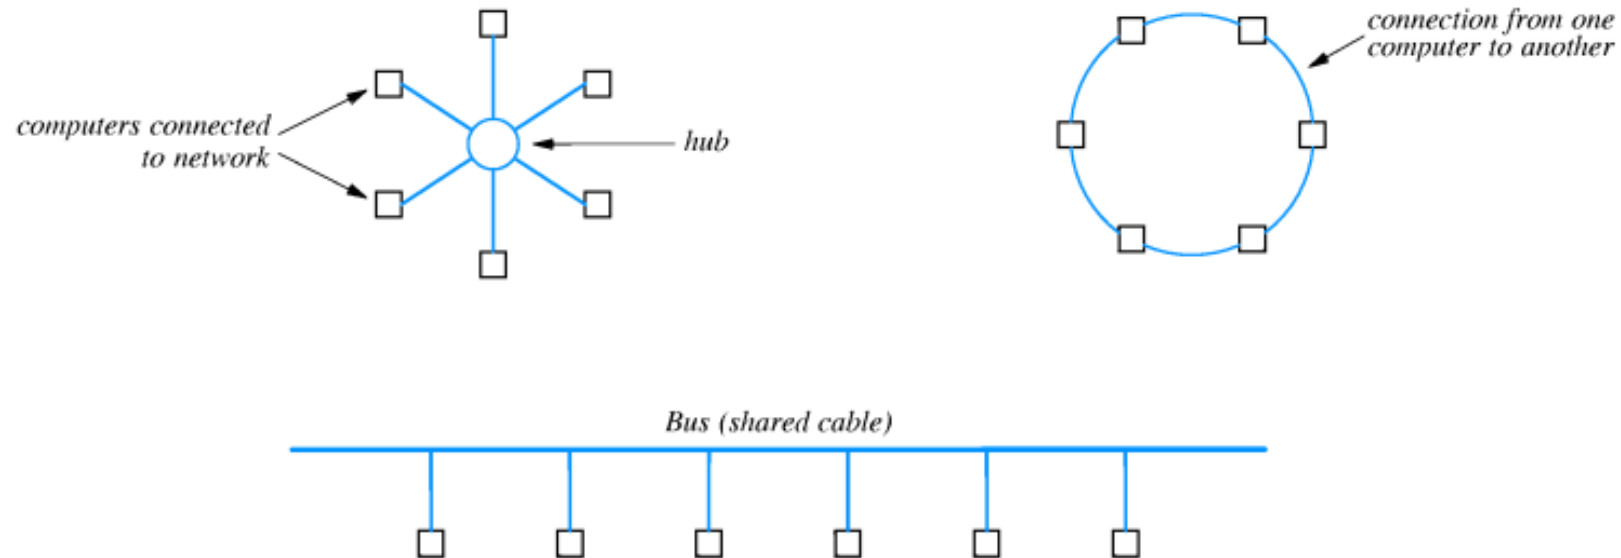 computers connected
to network
hub
connection from one
computer to another
Bus (shared cable)